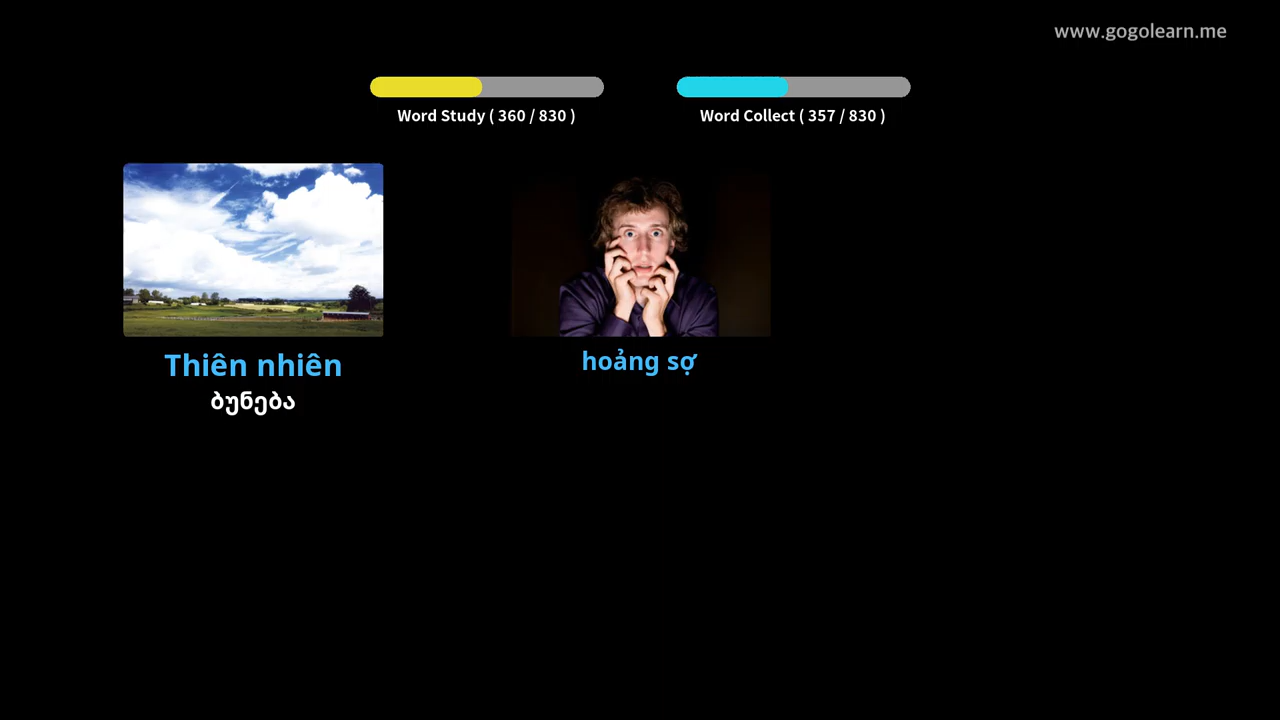 www.gogolearn.me
Word Study ( 360 / 830 )
Word Collect ( 357 / 830 )
Thiên nhiên
ბუნება
hoảng sợ